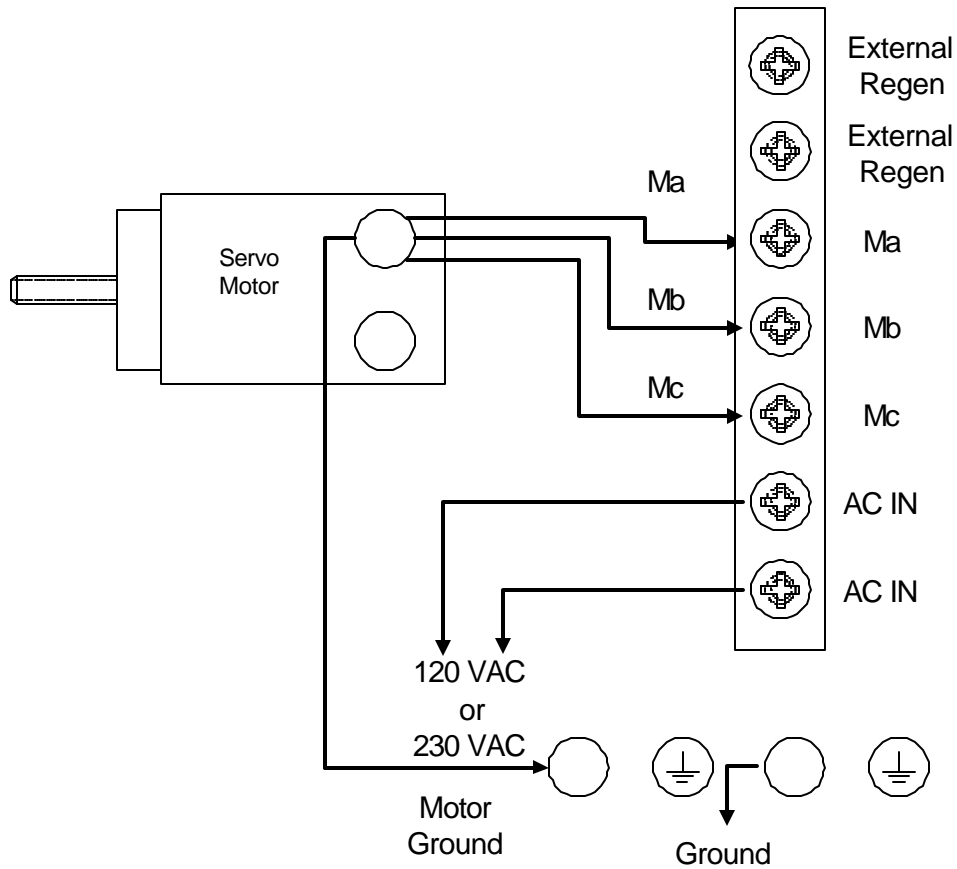 External
Regen
External
Regen
Ma
Ma
Servo
Motor
Mb
Mb
Mc
Mc
AC IN
AC IN
120 VAC
or
230 VAC
Motor
Ground
Ground